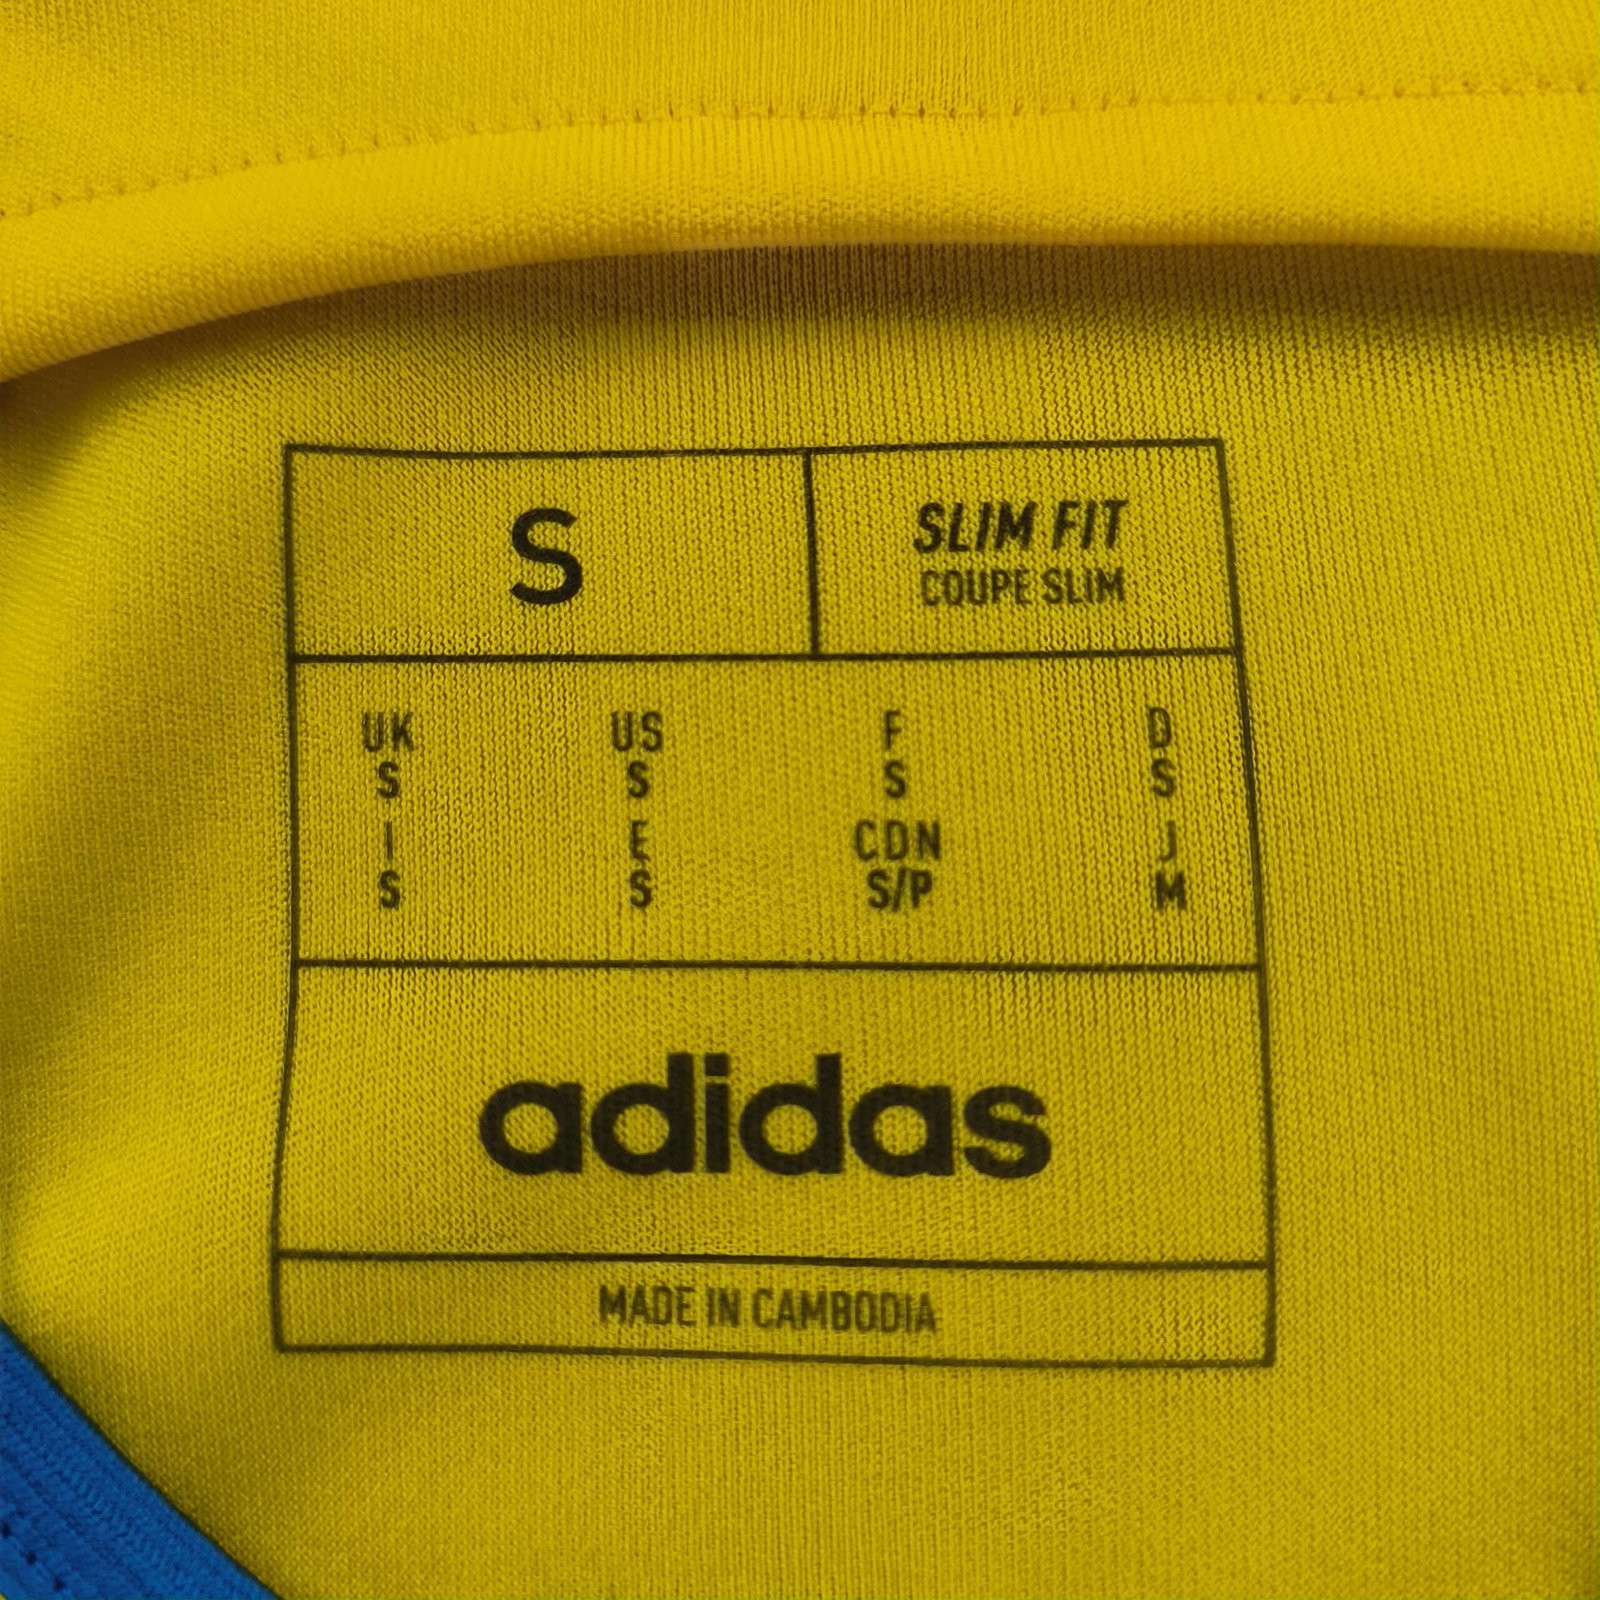 S
SLIM FIT
COUPE SLIM
UK US F D
S S S S
I E CDN J
S S S/P M
adidas
MADE IN CAMBODIA